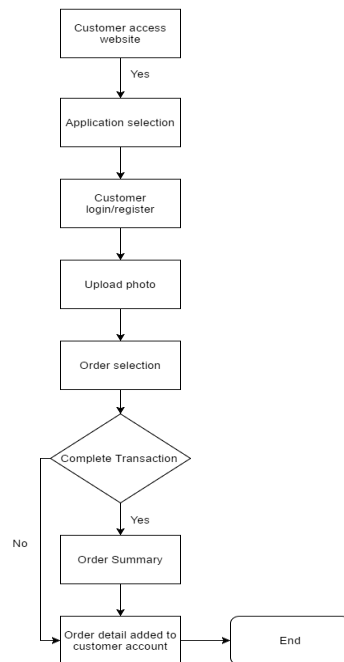 Customer access
website
Yes
Application selection
Customer
login/register
Upload photo
Order selection
Complete Transaction
Yes
No
Order Summary
Order detail added to
customer account
End